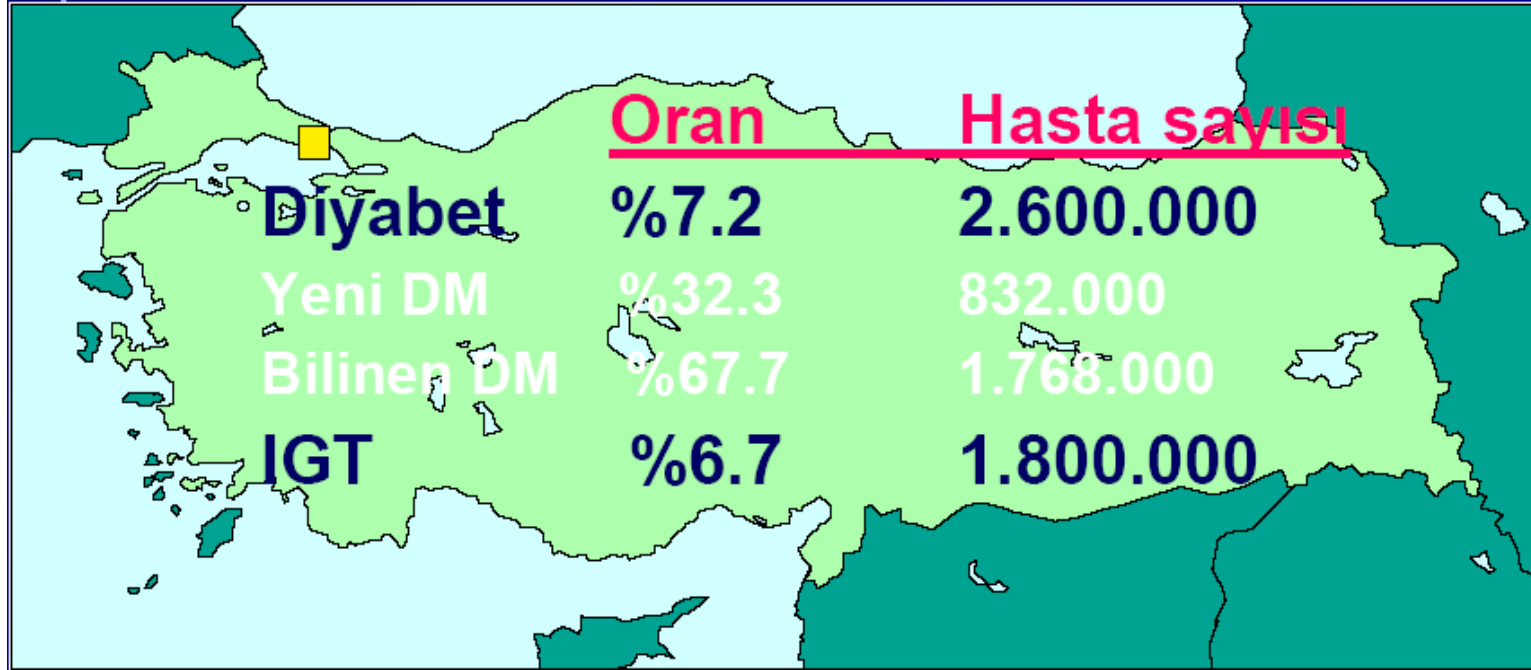 Oran Hasta sayısı
Diyabet %7.2 2.600.000
Yeni DM %32.3 832.000
Bilinen DM %67.7 1.768.000
IGT %6.7 1.800.000